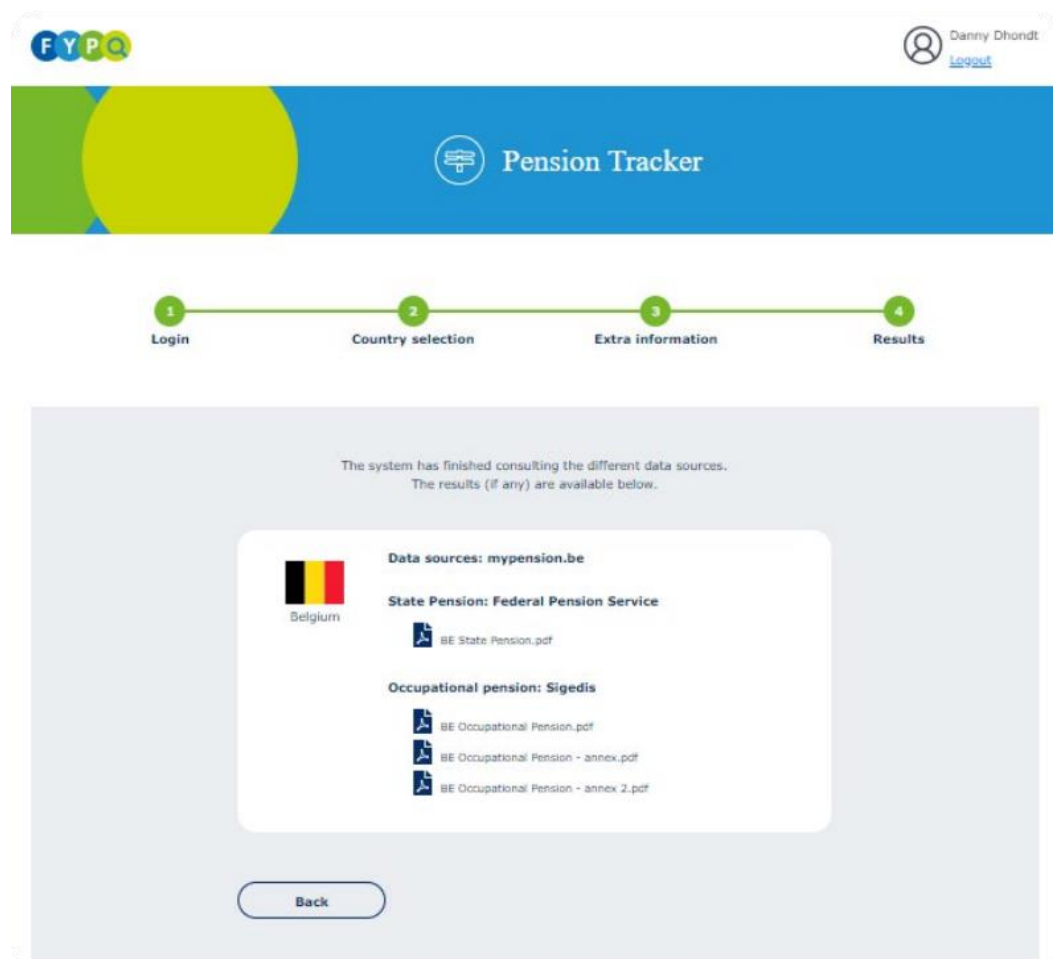 FYPQ
Danny Dhondt
Logout
Pension Tracker
1
2
3
4
Login
Country selection
Extra information
Results
The system has finished consulting the different data sources.
The results (if any) are available below.
Data sources: mypension.be
Belgium
State Pension: Federal Pension Service
BE State Pension.pdf
Occupational pension: Sigedis
BE Occupational Pension.pdf
BE Occupational Pension - annex.pdf
BE Occupational Pension - annex 2.pdf
Back